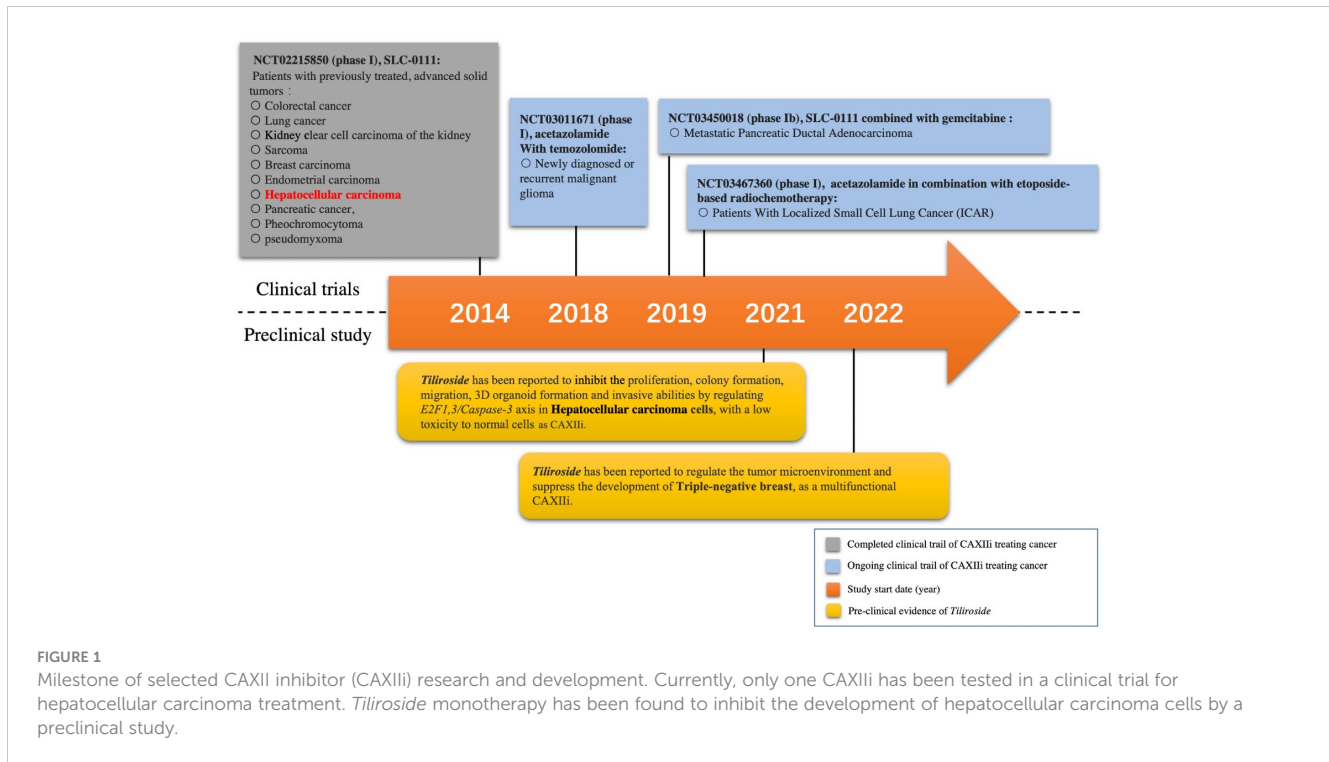 NCT02215850 (phase I), SLC-0111:
Patients with previously treated, advanced solid
tumors :
○ Colorectal cancer
○ Lung cancer
○ Kidney clear cell carcinoma of the kidney
○ Sarcoma
○ Breast carcinoma
○ Endometrial carcinoma
○ Hepatocellular carcinoma
○ Pancreatic cancer,
○ Pheochromocytoma
○ pseudomyxoma
NCT03011671 (phase
I), acetazolamide
With temozolomide:
○ Newly diagnosed or
recurrent malignant
glioma
NCT03450018 (phase Ib), SLC-0111 combined with gemcitabine :
○ Metastatic Pancreatic Ductal Adenocarcinoma
NCT03467360 (phase I), acetazolamide in combination with etoposide-
based radiochemotherapy:
○ Patients With Localized Small Cell Lung Cancer (ICAR)
Clinical trials
Preclinical study
2014 2018 2019 2021 2022
Tiliroside has been reported to inhibit the proliferation, colony formation,
migration, 3D organoid formation and invasive abilities by regulating
E2F1,3/Caspase-3 axis in Hepatocellular carcinoma cells, with a low
toxicity to normal cells as CAXIIi.
Tiliroside has been reported to regulate the tumor microenvironment and
suppress the development of Triple-negative breast, as a multifunctional
CAXIIi.
Completed clinical trail of CAXIIi treating cancer
Ongoing clinical trail of CAXIIi treating cancer
Study start date (year)
Pre-clinical evidence of Tiliroside
FIGURE 1
Milestone of selected CAXII inhibitor (CAXIIi) research and development. Currently, only one CAXIIi has been tested in a clinical trial for
hepatocellular carcinoma treatment. Tiliroside monotherapy has been found to inhibit the development of hepatocellular carcinoma cells by a
preclinical study.